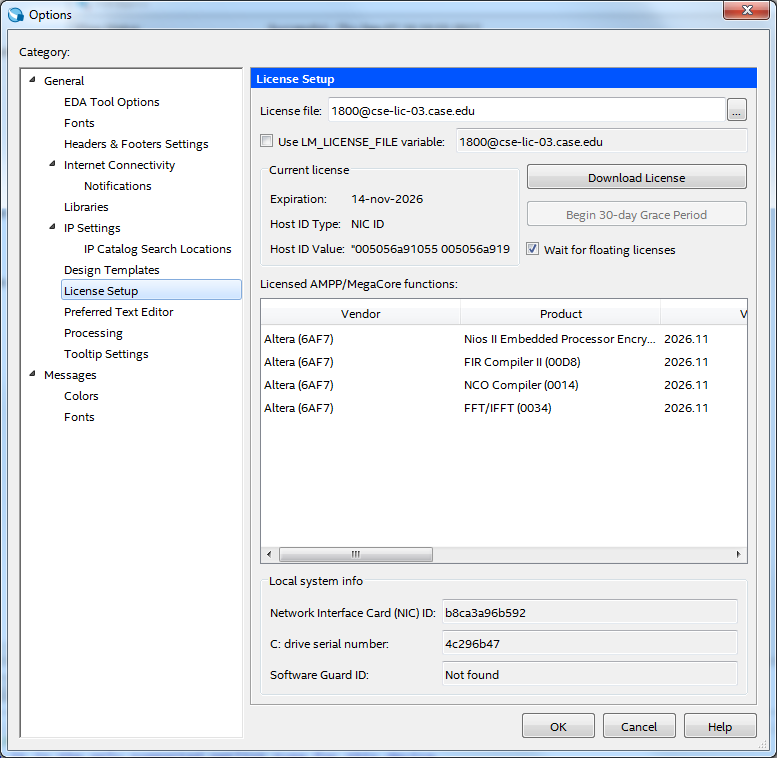 Options
Category:
General
EDA Tool Options
Fonts
Headers & Footers Settings
Internet Connectivity
Notifications
Libraries
IP Settings
IP Catalog Search Locations
Design Templates
License Setup
Preferred Text Editor
Processing
Tooltip Settings
Messages
Colors
Fonts
License Setup
License file: 1800@cse-lic-03.case.edu ...
Use LM_LICENSE_FILE variable: 1800@cse-lic-03.case.edu
Current license
Expiration: 14-nov-2026
Host ID Type: NIC ID
Host ID Value: "005056a91055 005056a919
Download License
Begin 30-day Grace Period
Wait for floating licenses
Licensed AMPP/MegaCore functions:
Vendor Product V
Altera (6AF7) Nios II Embedded Processor Encry... 2026.11
Altera (6AF7) FIR Compiler II (00D8) 2026.11
Altera (6AF7) NCO Compiler (0014) 2026.11
Altera (6AF7) FFT/IFFT (0034) 2026.11
Local system info
Network Interface Card (NIC) ID: b8ca3a96b592
C: drive serial number: 4c296b47
Software Guard ID: Not found
OK Cancel Help